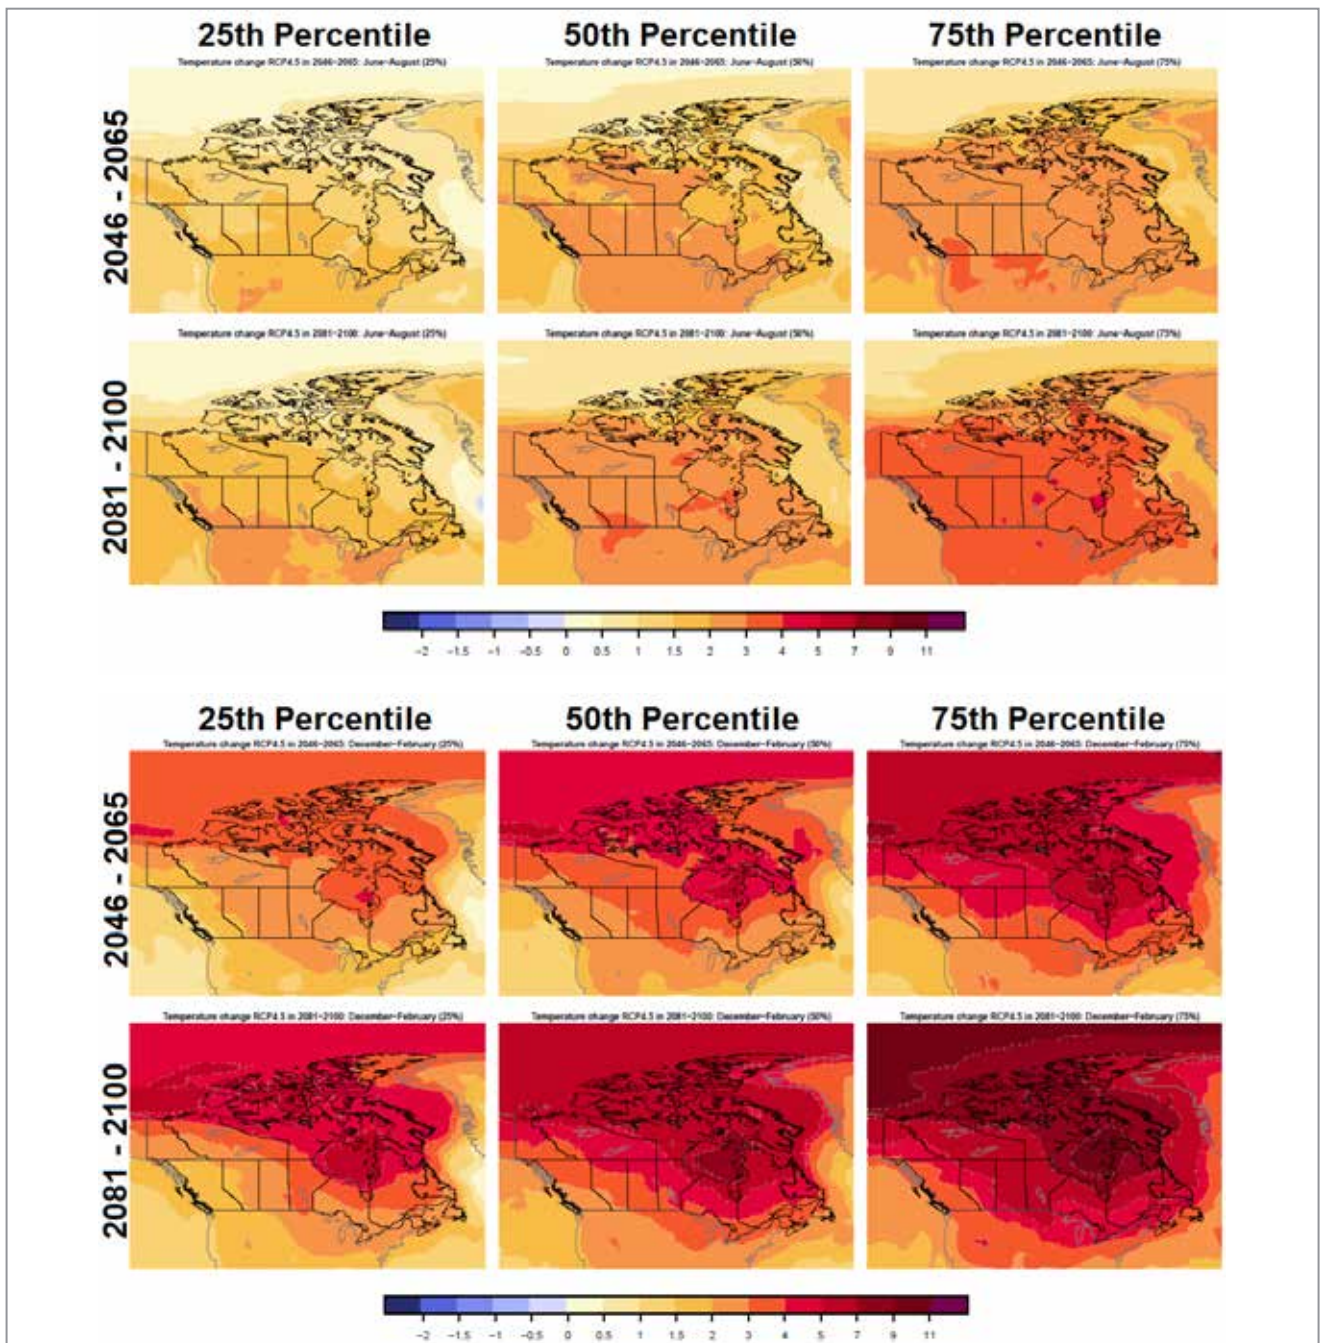 25th Percentile 50th Percentile 75th Percentile
Temperature change RCP4.5 in 2046-2065: June-August (25%) Temperature change RCP4.5 in 2046-2065: June-August (50%) Temperature change RCP4.5 in 2046-2065: June-August (75%)
2046 - 2065
Temperature change RCP4.5 in 2081-2100: June-August (25%) Temperature change RCP4.5 in 2081-2100: June-August (50%) Temperature change RCP4.5 in 2081-2100: June-August (75%)
2081 - 2100
-2 -1.5 -1 -0.5 0 0.5 1 1.5 2 3 4 5 7 9 11
25th Percentile 50th Percentile 75th Percentile
Temperature change RCP4.5 in 2046-2065: December-February (25%) Temperature change RCP4.5 in 2046-2065: December-February (50%) Temperature change RCP4.5 in 2046-2065: December-February (75%)
2046 - 2065
Temperature change RCP4.5 in 2081-2100: December-February (25%) Temperature change RCP4.5 in 2081-2100: December-February (50%) Temperature change RCP4.5 in 2081-2100: December-February (75%)
2081 - 2100
-2 -1.5 -1 -0.5 0 0.5 1 1.5 2 3 4 5 7 9 11